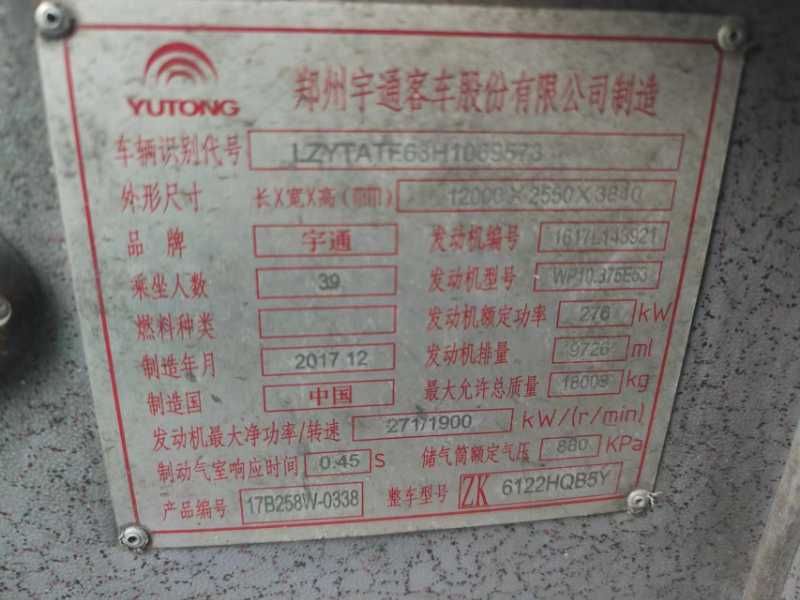 YUTONG
郑州宇通客车股份有限公司制造
车辆识别代号 LZYTATF63H1069573
外形尺寸 长X宽X高(mm) 12000X2550X3840
品牌 宇通 发动机编号 1617L143921
乘坐人数 39 发动机型号 WP10.375E53
燃料种类 发动机额定功率 276 kW
制造年月 2017.12 发动机排量 9726 ml
制造国 中国 最大允许总质量 18000 kg
发动机最大净功率/转速 271/1900 kW/(r/min)
制动气室响应时间 0.45 S 储气筒额定气压 880 KPa
产品编号 17B258W-0338 整车型号 ZK 6122HQB5Y